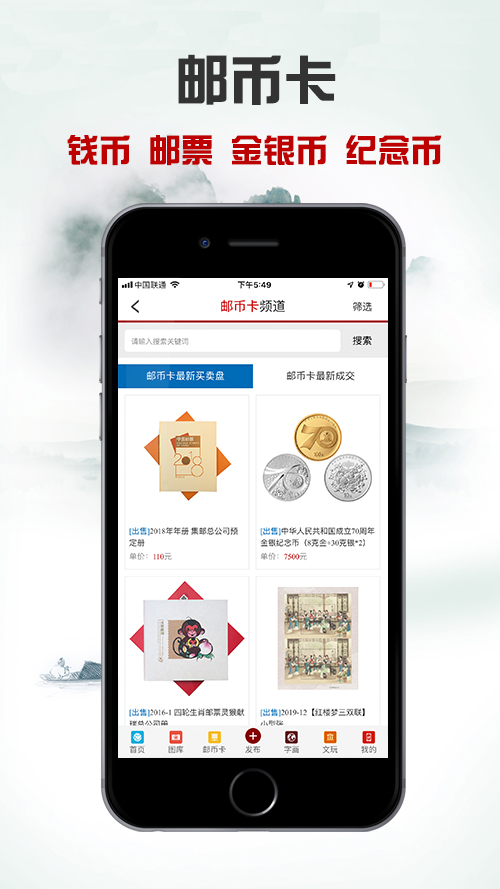 邮币卡
钱币 邮票 金银币 纪念币
中国联通 下午5:49
邮币卡频道 筛选
请输入搜索关键词 搜索
邮币卡最新买卖盘 邮币卡最新成交
2018
70
[出售]2018年年册 集邮总公司预
定册
单价：110元
[出售]中华人民共和国成立70周年
金银纪念币（8克金+30克银*2）
单价：7500元
[出售]2016-1 四轮生肖邮票灵猴献
瑞总公司册
[出售]2019-12【红楼梦三双联】
小型张
首页 图库 邮币卡 发布 字画 文玩 我的